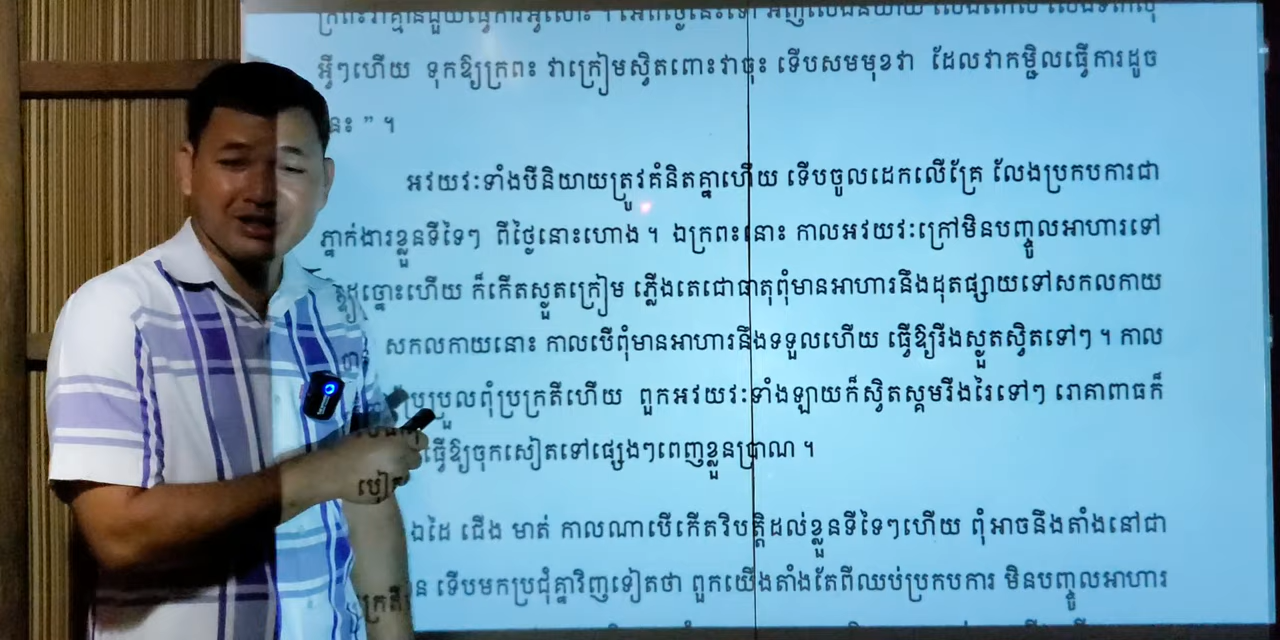 អ្វីៗហើយ ទុកឱ្យក្រពះ វាក្រៀមស្វិតពោះវាចុះ ទើបសមមុខវា ដែលវាកម្ជិលធ្វើការដូច
នេះ ” ។
អវយវៈទាំងបីនិយាយត្រូវគំនិតគ្នាហើយ ទើបចូលដេកលើគ្រែ លែងប្រកបការជា
ភ្នាក់ងារខ្លួនទីទៃៗ ពីថ្ងៃនោះហោង ។ ឯក្រពះនោះ កាលអវយវៈក្រៅមិនបញ្ចូលអាហារទៅ
ឱ្យដូច្នោះហើយ ក៏កើតស្លួតក្រៀម ភ្លើងតេជោធាតុពុំមានអាហារនឹងដុតផ្សាយទៅសកលកាយ
សកលកាយនោះ កាលបើពុំមានអាហារនឹងទទួលហើយ ធ្វើឱ្យរីងស្លួតស្វិតទៅៗ ។ កាល
ប្រួលពុំប្រក្រតីហើយ ពួកអវយវៈទាំងឡាយក៏ស្វិតស្គមរីងរៃទៅៗ រោគាពាធក៏
ធ្វើឱ្យចុកសៀតទៅផ្សេងៗពេញខ្លួនប្រាណ ។
ឯដៃ ជើង មាត់ កាលណាបើកើតវិបត្តិដល់ខ្លួនទីទៃៗហើយ ពុំអាចនឹងតាំងនៅជា
ទើបមកប្រជុំគ្នាវិញទៀតថា ពួកយើងតាំងតែពីឈប់ប្រកបការ មិនបញ្ចូលអាហារ